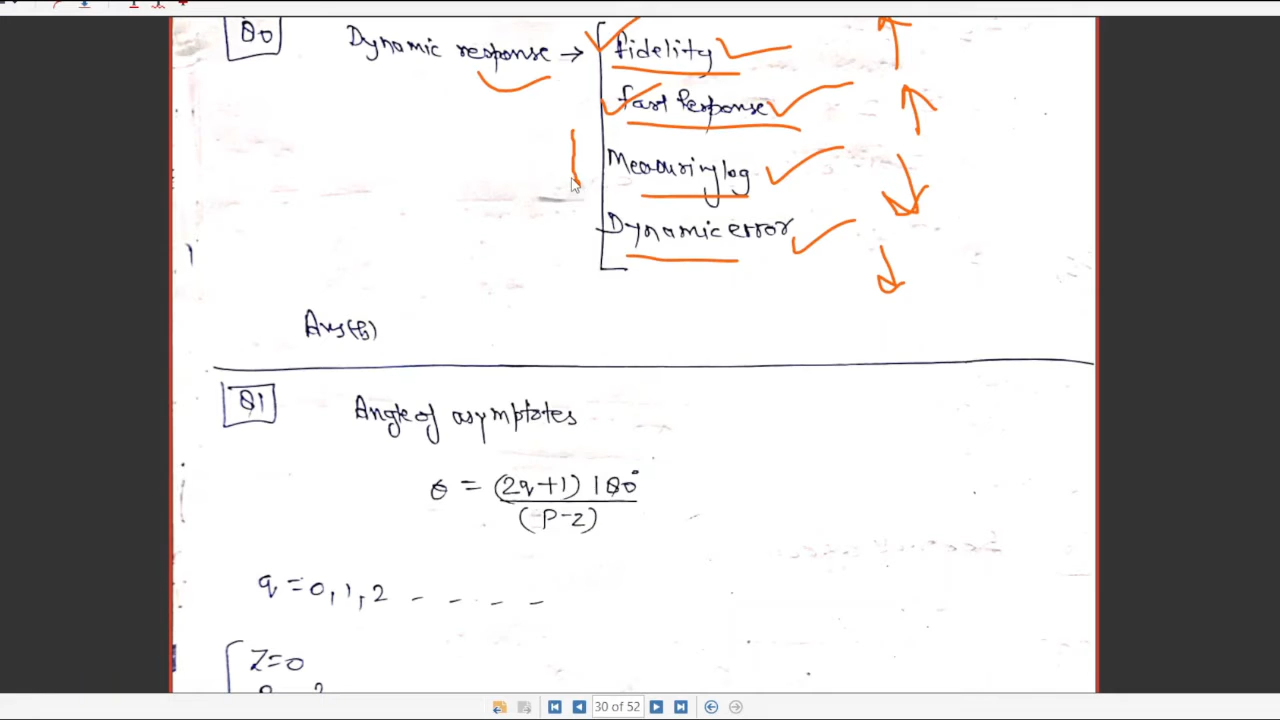 80
Dynamic response → fidelity
fast Response
Measuring log
Dynamic error
Ans(b)
81
Angle of asymptotes
θ = (2q+1) 180°
(P-Z)
q = 0, 1, 2 - - - -
Z=0
30 of 52